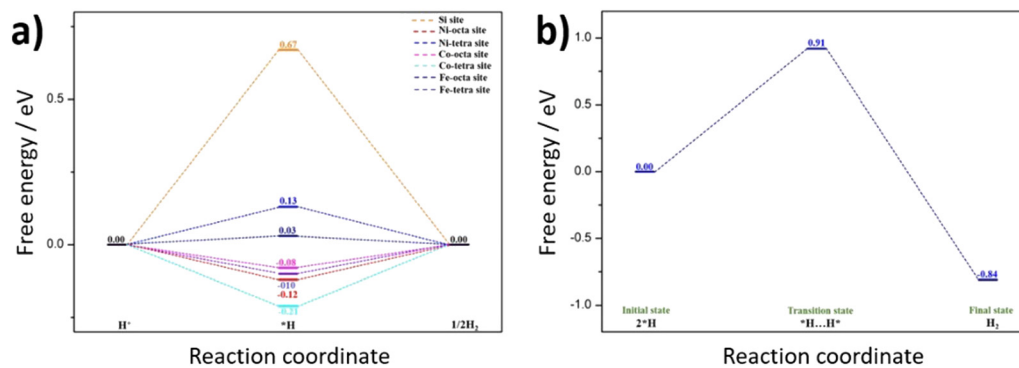 a)
Free energy / eV
0.5
0.0
Si site
Ni-octa site
Ni-tetra site
Co-octa site
Co-tetra site
Fe-octa site
Fe-tetra site
0.67
0.13
0.03
0.00
0.00
-0.08
-010
-0.12
-0.21
H⁺
*H
1/2H₂
Reaction coordinate
b)
Free energy / eV
1.0
0.5
0.0
-0.5
-1.0
0.91
0.00
-0.84
Initial state
Transition state
Final state
2*H
*H...H*
H₂
Reaction coordinate